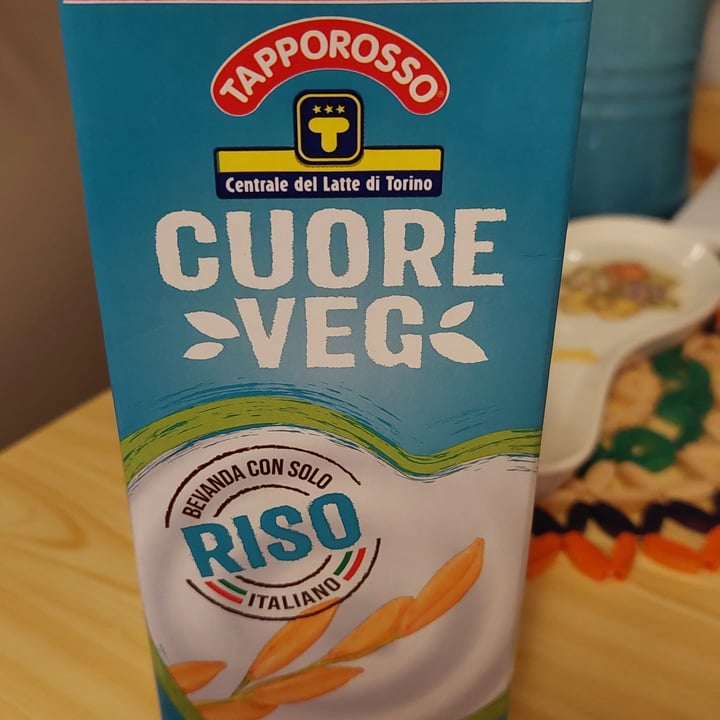 TAPPOROSSO
T
Centrale del Latte di Torino
CUORE
VEG
BEVANDA CON SOLO
RISO
ITALIANO